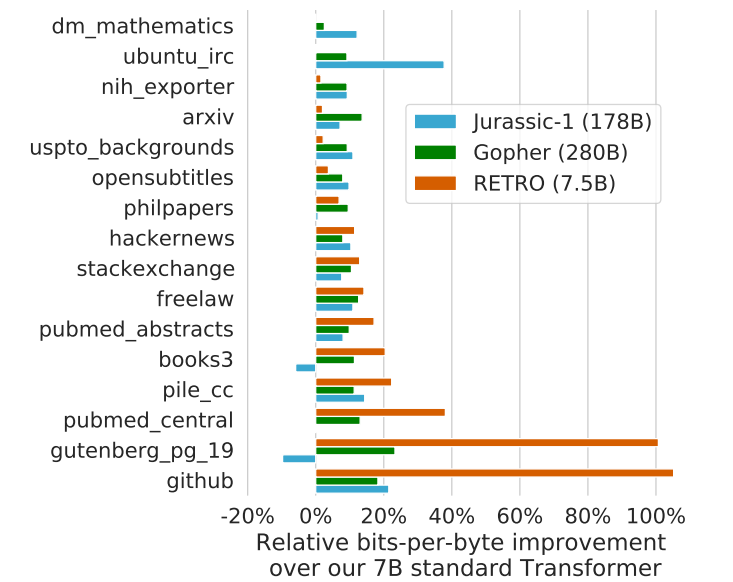 dm_mathematics
ubuntu_irc
nih_exporter
arxiv
uspto_backgrounds
opensubtitles
philpapers
hackernews
stackexchange
freelaw
pubmed_abstracts
books3
pile_cc
pubmed_central
gutenberg_pg_19
github
Jurassic-1 (178B)
Gopher (280B)
RETRO (7.5B)
-20% 0% 20% 40% 60% 80% 100%
Relative bits-per-byte improvement
over our 7B standard Transformer